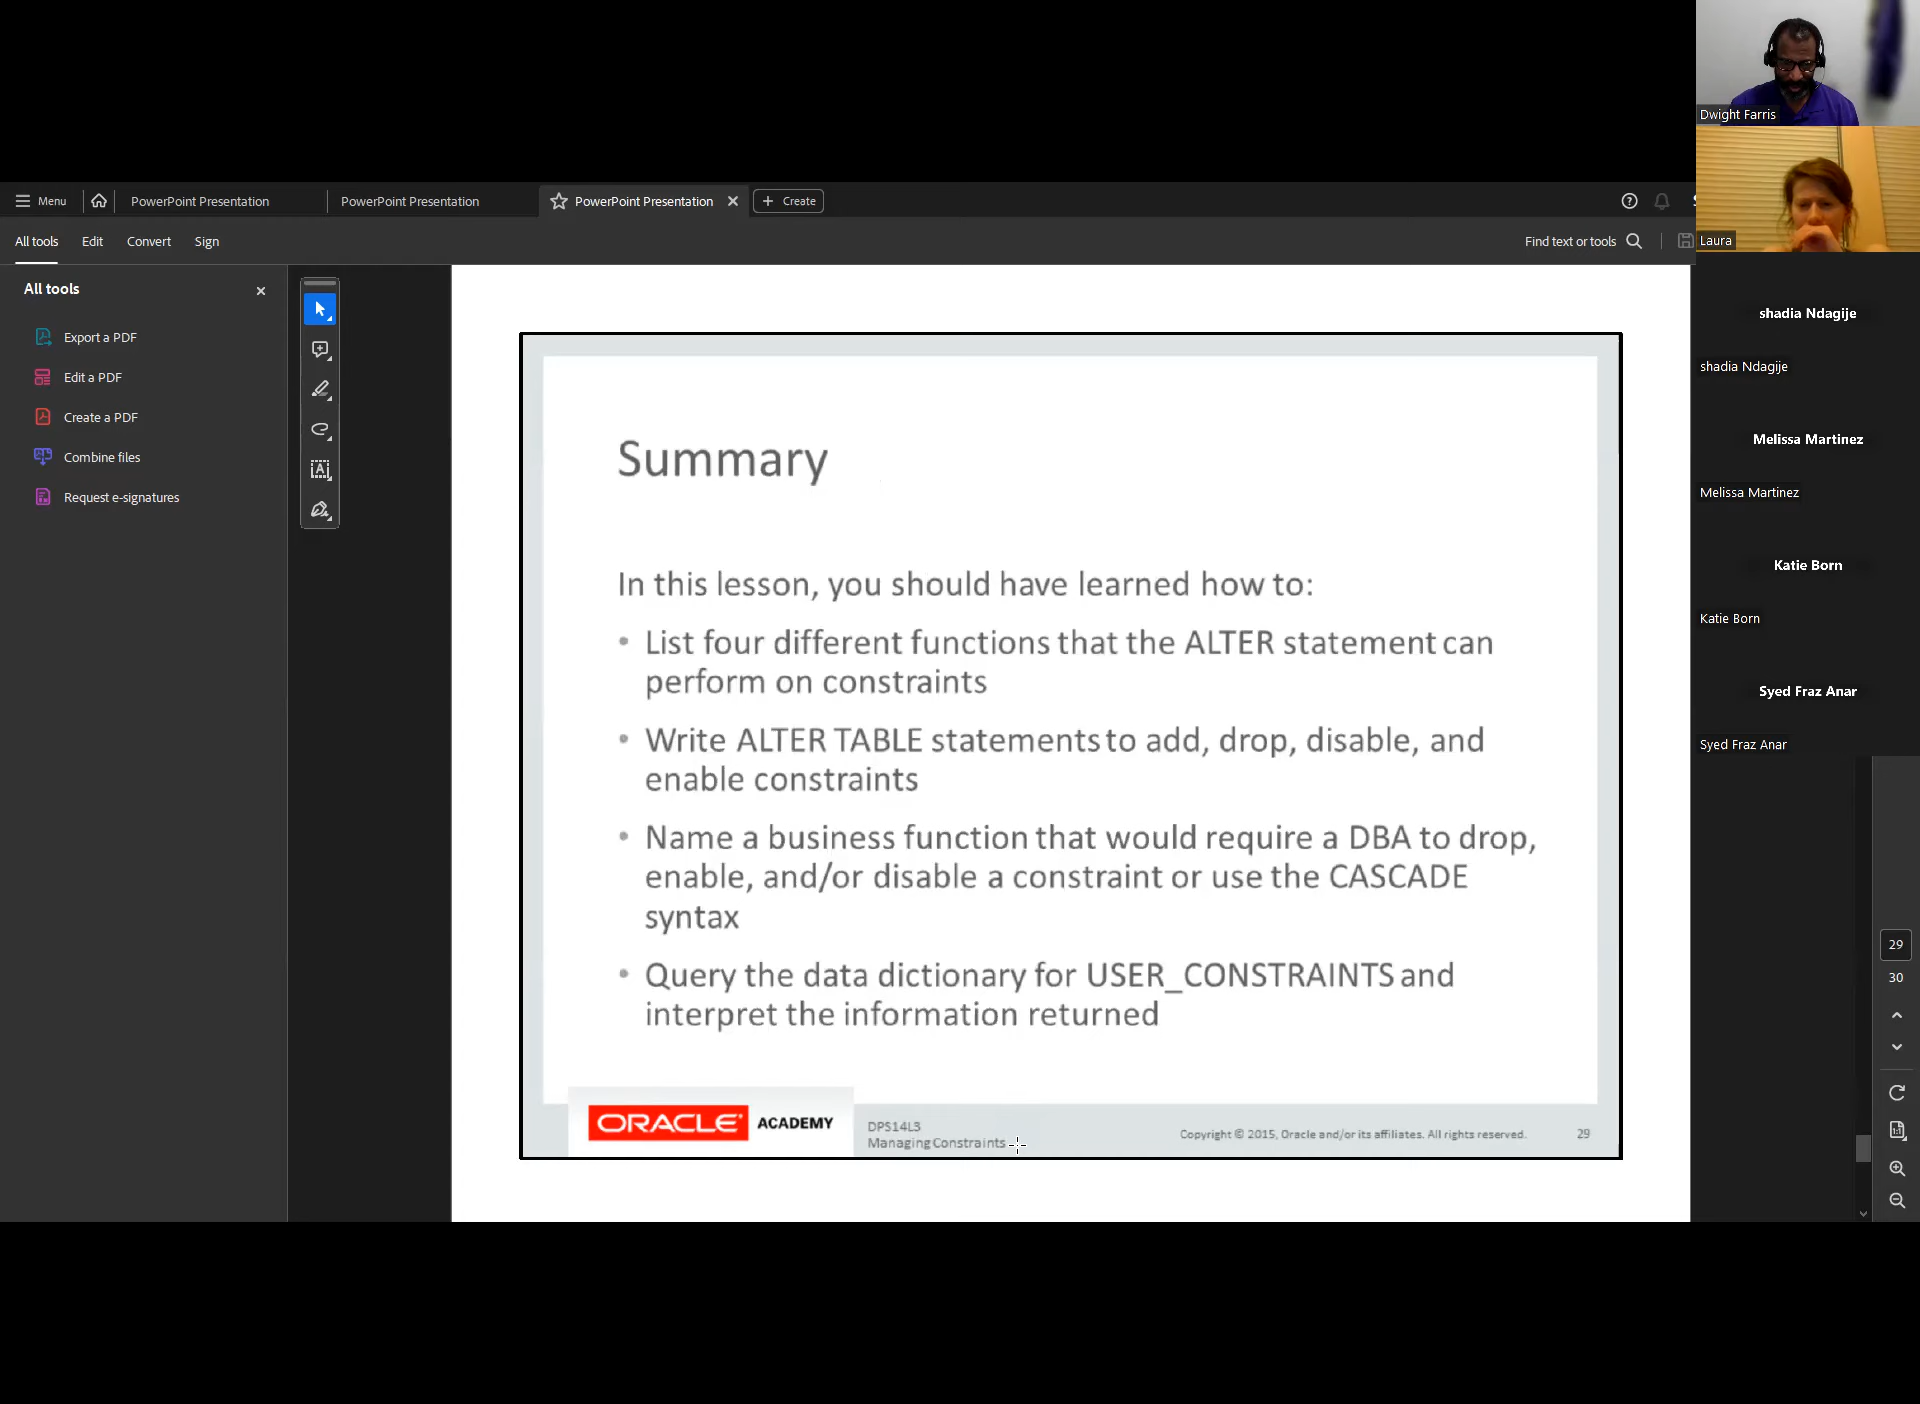 Dwight Farris
Menu
PowerPoint Presentation
PowerPoint Presentation
PowerPoint Presentation
Create
All tools
Edit
Convert
Sign
Find text or tools
Laura
All tools
Export a PDF
Edit a PDF
Create a PDF
Combine files
Request e-signatures
shadia Ndagije
shadia Ndagije
Melissa Martinez
Melissa Martinez
Katie Born
Katie Born
Syed Fraz Anar
Syed Fraz Anar
Summary
In this lesson, you should have learned how to:
• List four different functions that the ALTER statement can
perform on constraints
• Write ALTER TABLE statements to add, drop, disable, and
enable constraints
• Name a business function that would require a DBA to drop,
enable, and/or disable a constraint or use the CASCADE
syntax
• Query the data dictionary for USER_CONSTRAINTS and
interpret the information returned
ORACLE ACADEMY
DPS14L3
Managing Constraints
Copyright © 2015, Oracle and/or its affiliates. All rights reserved.
29
29
30